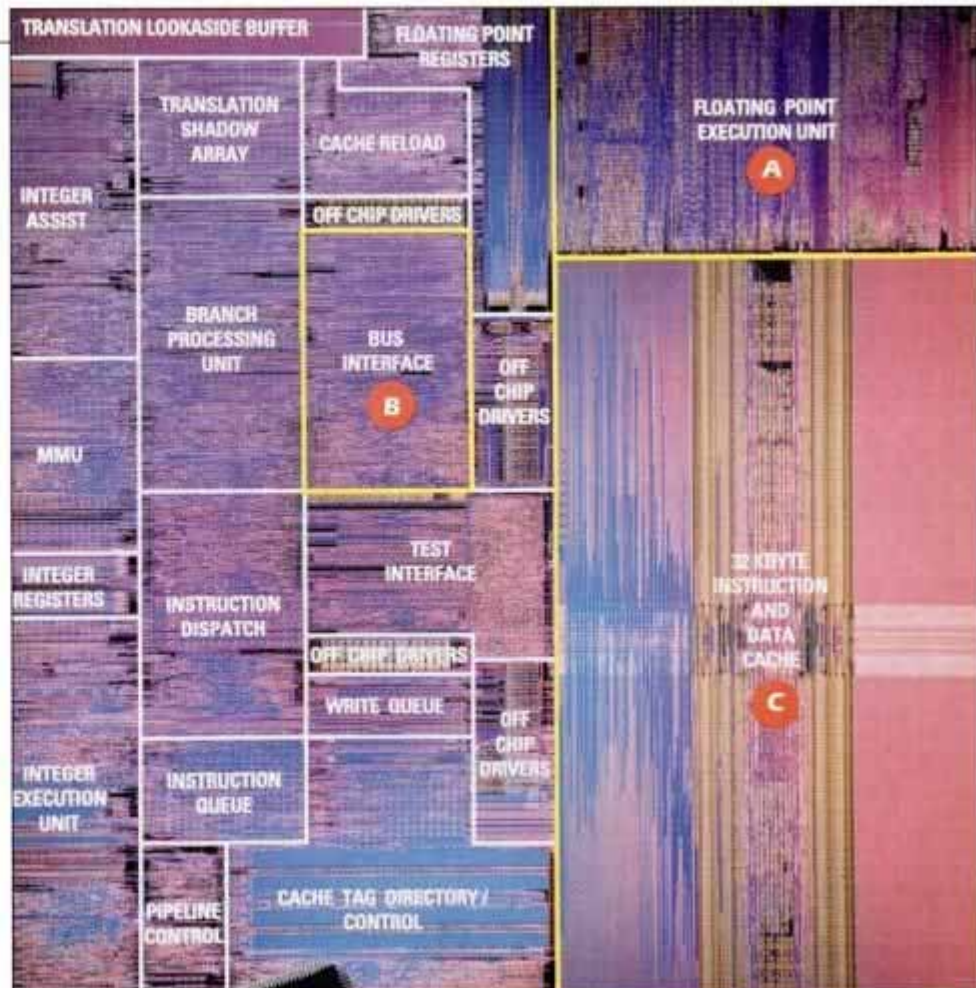 TRANSLATION LOOKASIDE BUFFER
FLOATING POINT
REGISTERS
FLOATING POINT
EXECUTION UNIT
A
TRANSLATION
SHADOW
ARRAY
CACHE RELOAD
INTEGER
ASSIST
OFF CHIP DRIVERS
BRANCH
PROCESSING
UNIT
BUS
INTERFACE
B
OFF
CHIP
DRIVERS
MMU
TEST
INTERFACE
INTEGER
REGISTERS
INSTRUCTION
DISPATCH
32 KBYTE
INSTRUCTION
AND
DATA
CACHE
C
OFF CHIP DRIVERS
WRITE QUEUE
OFF
CHIP
DRIVERS
INTEGER
EXECUTION
UNIT
INSTRUCTION
QUEUE
PIPELINE
CONTROL
CACHE TAG DIRECTORY /
CONTROL